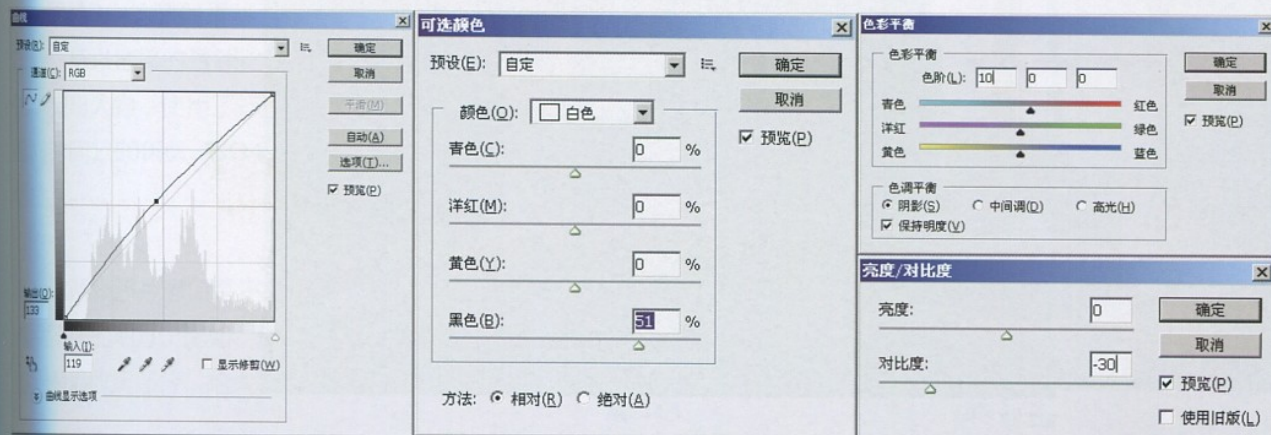 曲线
预设(R): 自定
确定
通道(C): RGB
取消
平滑(M)
自动(A)
选项(T)...
预览(P)
输出(O):
133
输入(I):
119
显示修剪(W)
曲线显示选项
可选颜色
预设(E): 自定
确定
取消
颜色(O): 白色
预览(P)
青色(C): 0 %
洋红(M): 0 %
黄色(Y): 0 %
黑色(B): 51 %
方法: 相对(R) 绝对(A)
色彩平衡
色彩平衡
确定
色阶(L): 10 0 0
取消
青色 红色
预览(P)
洋红 绿色
黄色 蓝色
色调平衡
阴影(S) 中间调(D) 高光(H)
保持明度(V)
亮度/对比度
亮度: 0
确定
取消
对比度: -30
预览(P)
使用旧版(L)